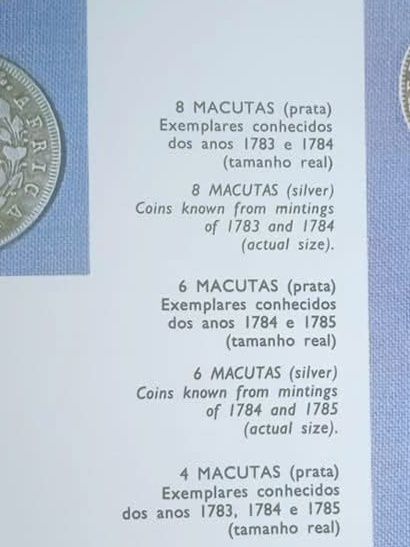 AFRICA
8 MACUTAS (prata)
Exemplares conhecidos
dos anos 1783 e 1784
(tamanho real)
8 MACUTAS (silver)
Coins known from mintings
of 1783 and 1784
(actual size).
6 MACUTAS (prata)
Exemplares conhecidos
dos anos 1784 e 1785
(tamanho real)
6 MACUTAS (silver)
Coins known from mintings
of 1784 and 1785
(actual size).
4 MACUTAS (prata)
Exemplares conhecidos
dos anos 1783, 1784 e 1785
(tamanho real)